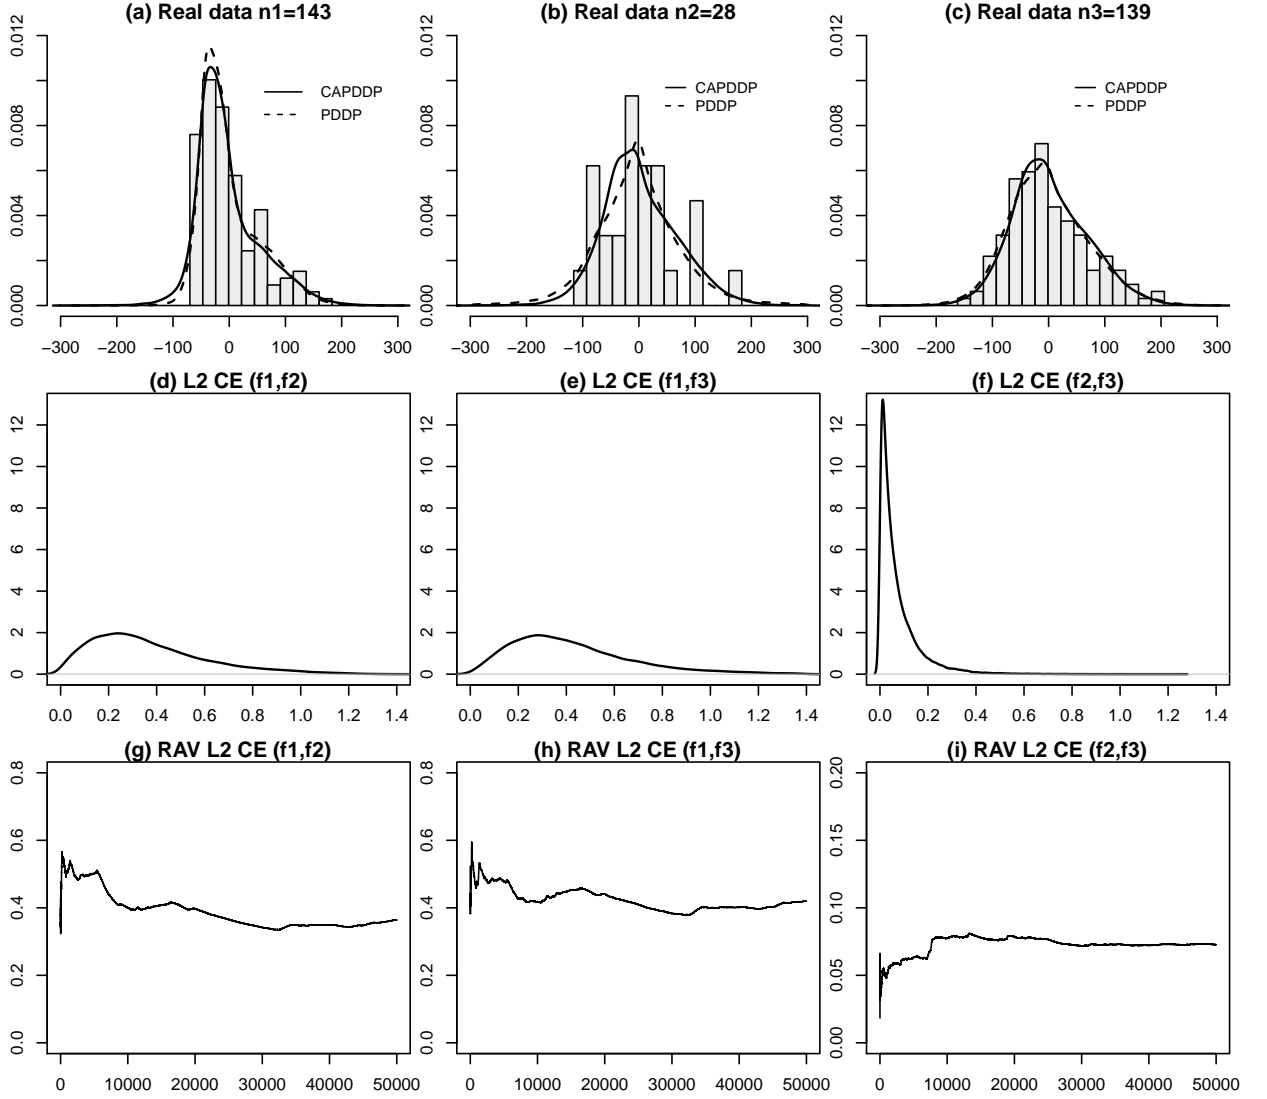 (a) Real data n1=143
(b) Real data n2=28
(c) Real data n3=139
0.000 0.004 0.008 0.012
CAPDDP
PDDP
−300 −200 −100 0 100 200 300
0.000 0.004 0.008 0.012
CAPDDP
PDDP
−300 −200 −100 0 100 200 300
0.000 0.004 0.008 0.012
CAPDDP
PDDP
−300 −200 −100 0 100 200 300
(d) L2 CE (f1,f2)
(e) L2 CE (f1,f3)
(f) L2 CE (f2,f3)
0 2 4 6 8 10 12
0.0 0.2 0.4 0.6 0.8 1.0 1.2 1.4
0 2 4 6 8 10 12
0.0 0.2 0.4 0.6 0.8 1.0 1.2 1.4
0 2 4 6 8 10 12
0.0 0.2 0.4 0.6 0.8 1.0 1.2 1.4
(g) RAV L2 CE (f1,f2)
(h) RAV L2 CE (f1,f3)
(i) RAV L2 CE (f2,f3)
0.0 0.2 0.4 0.6 0.8
0 10000 20000 30000 40000 50000
0.0 0.2 0.4 0.6 0.8
0 10000 20000 30000 40000 50000
0.00 0.05 0.10 0.15 0.20
0 10000 20000 30000 40000 50000